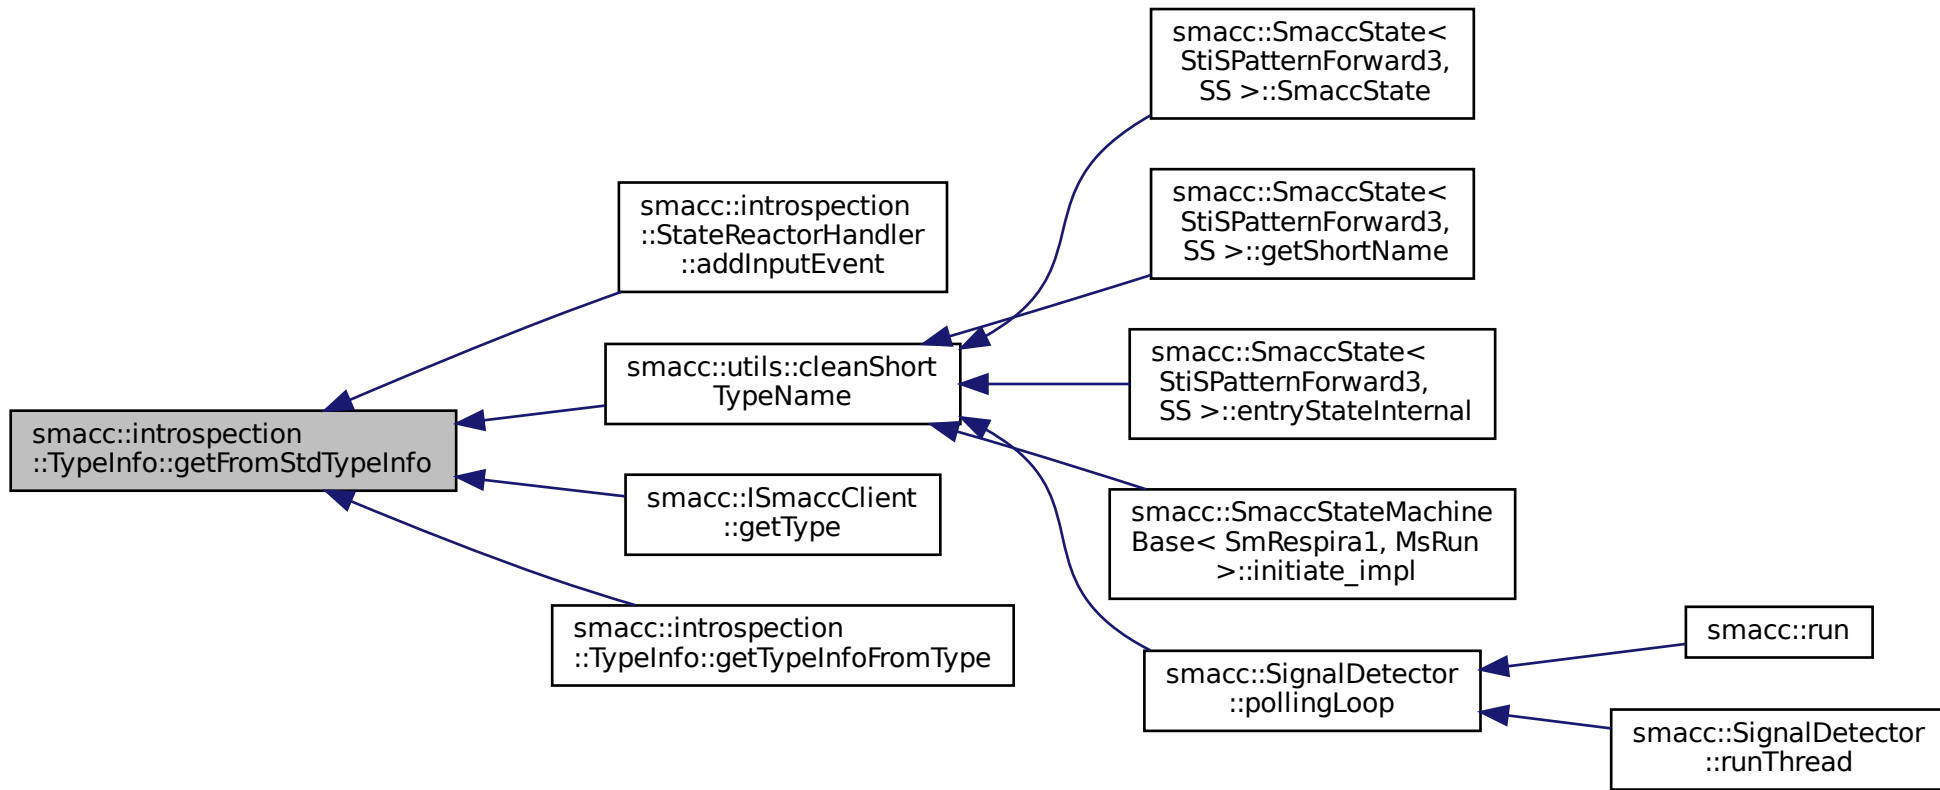 smacc::SmaccState<
StiSPatternForward3,
SS >::SmaccState
smacc::SmaccState<
StiSPatternForward3,
SS >::getShortName
smacc::introspection
::StateReactorHandler
::addInputEvent
smacc::SmaccState<
StiSPatternForward3,
SS >::entryStateInternal
smacc::utils::cleanShort
TypeName
smacc::introspection
::TypeInfo::getFromStdTypeInfo
smacc::ISmaccClient
::getType
smacc::SmaccStateMachine
Base< SmRespira1, MsRun
>::initiate_impl
smacc::introspection
::TypeInfo::getTypeInfoFromType
smacc::SignalDetector
::pollingLoop
smacc::run
smacc::SignalDetector
::runThread